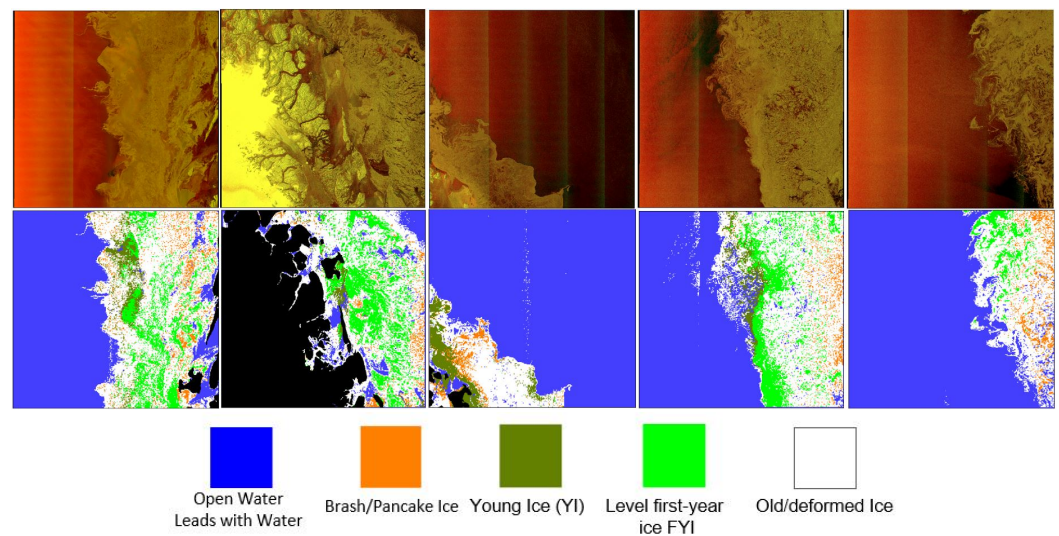 Open Water
Leads with Water
Brash/Pancake Ice
Young Ice (YI)
Level first-year
ice FYI
Old/deformed Ice